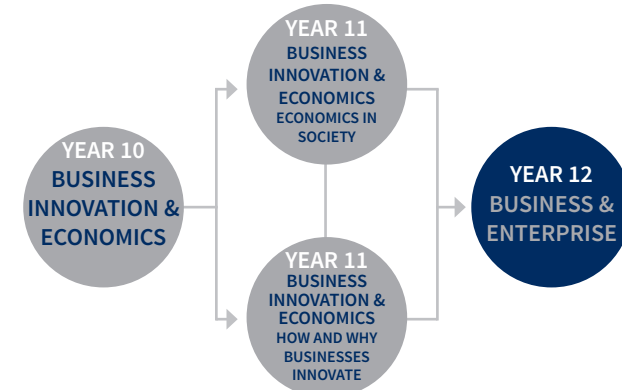 YEAR 11
BUSINESS
INNOVATION &
ECONOMICS
ECONOMICS IN
SOCIETY
YEAR 10
BUSINESS
INNOVATION &
ECONOMICS
YEAR 11
BUSINESS
INNOVATION &
ECONOMICS
HOW AND WHY
BUSINESSES
INNOVATE
YEAR 12
BUSINESS &
ENTERPRISE